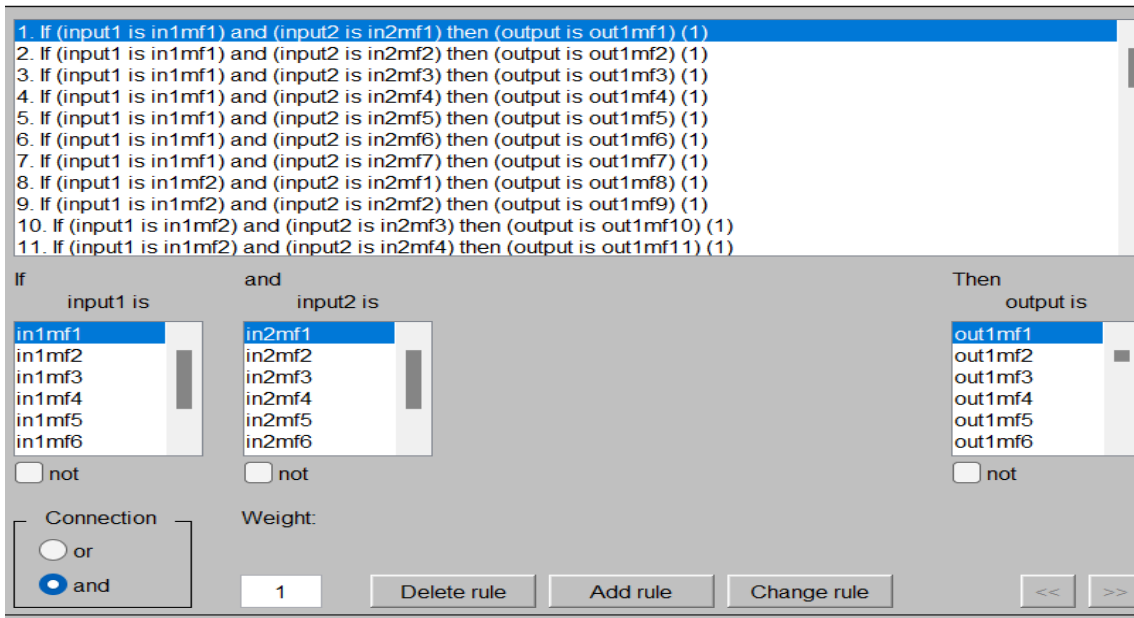 1. If (input1 is in1mf1) and (input2 is in2mf1) then (output is out1mf1) (1)
2. If (input1 is in1mf1) and (input2 is in2mf2) then (output is out1mf2) (1)
3. If (input1 is in1mf1) and (input2 is in2mf3) then (output is out1mf3) (1)
4. If (input1 is in1mf1) and (input2 is in2mf4) then (output is out1mf4) (1)
5. If (input1 is in1mf1) and (input2 is in2mf5) then (output is out1mf5) (1)
6. If (input1 is in1mf1) and (input2 is in2mf6) then (output is out1mf6) (1)
7. If (input1 is in1mf1) and (input2 is in2mf7) then (output is out1mf7) (1)
8. If (input1 is in1mf2) and (input2 is in2mf1) then (output is out1mf8) (1)
9. If (input1 is in1mf2) and (input2 is in2mf2) then (output is out1mf9) (1)
10. If (input1 is in1mf2) and (input2 is in2mf3) then (output is out1mf10) (1)
11. If (input1 is in1mf2) and (input2 is in2mf4) then (output is out1mf11) (1)
If
input1 is
in1mf1
in1mf2
in1mf3
in1mf4
in1mf5
in1mf6
not
and
input2 is
in2mf1
in2mf2
in2mf3
in2mf4
in2mf5
in2mf6
not
Then
output is
out1mf1
out1mf2
out1mf3
out1mf4
out1mf5
out1mf6
not
Connection
or
and
Weight:
1
Delete rule
Add rule
Change rule
<<
>>